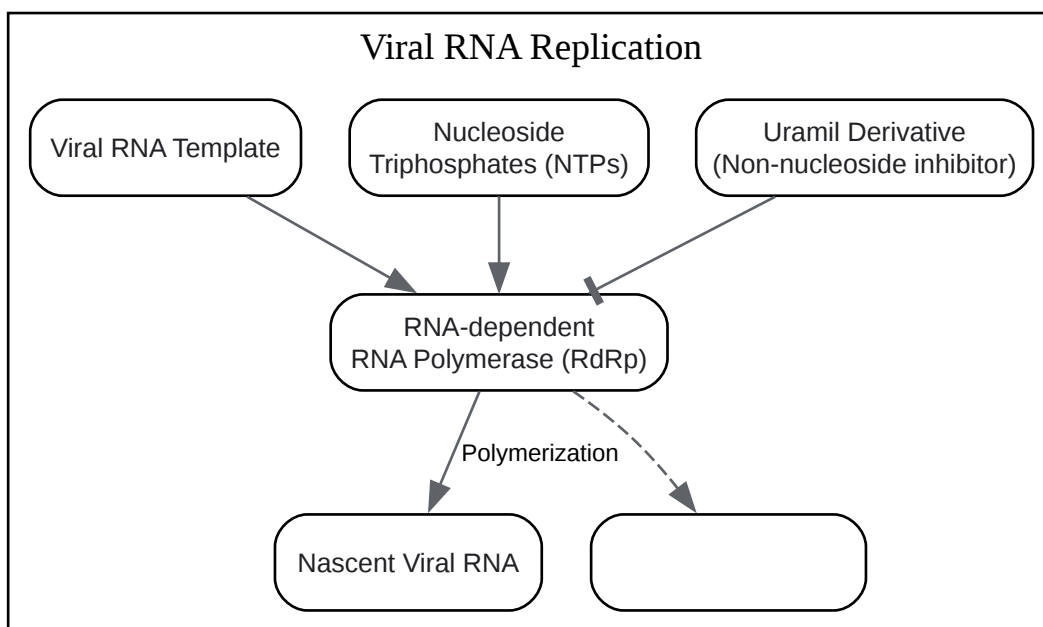 Viral RNA Replication
Viral RNA Template
Nucleoside
Triphosphates (NTPs)
Uramil Derivative
(Non-nucleoside inhibitor)
RNA-dependent
RNA Polymerase (RdRp)
Polymerization
Nascent Viral RNA